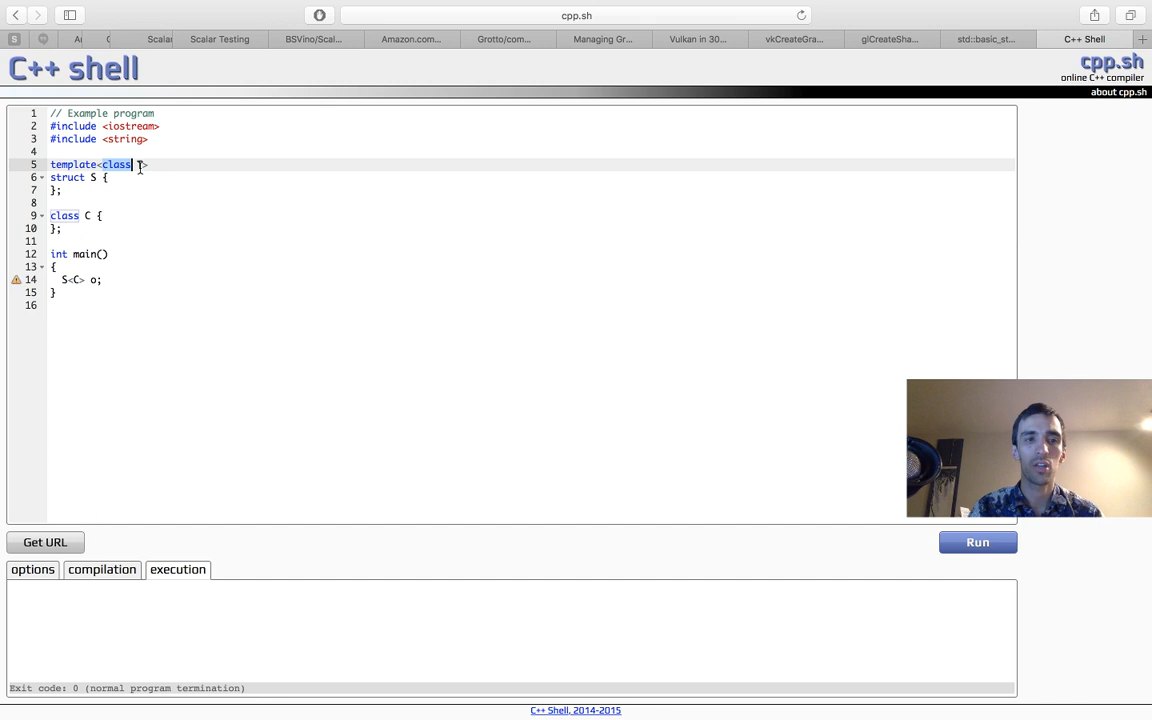 cpp.sh
S
Scalar
Scalar Testing
BSVino/Scal...
Amazon.com...
Grotto/com...
Managing Gr...
Vulkan in 30...
vkCreateGra...
glCreateSha...
std::basic_st...
C++ Shell
C++ shell
cpp.sh
online C++ compiler
about cpp.sh
1 // Example program
2 #include <iostream>
3 #include <string>
4
5 template<class >
6 struct S {
7 };
8
9 class C {
10 };
11
12 int main()
13 {
14 S<C> o;
15 }
16
Get URL
Run
options
compilation
execution
Exit code: 0 (normal program termination)
C++ Shell, 2014-2015